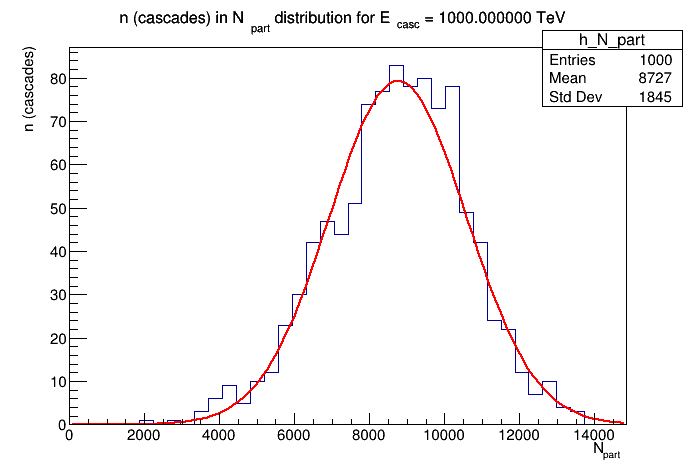 n (cascades) in N part distribution for E casc = 1000.000000 TeV
h_N_part
Entries 1000
Mean 8727
Std Dev 1845
n (cascades)
80
70
60
50
40
30
20
10
0
0 2000 4000 6000 8000 10000 12000 14000
N part